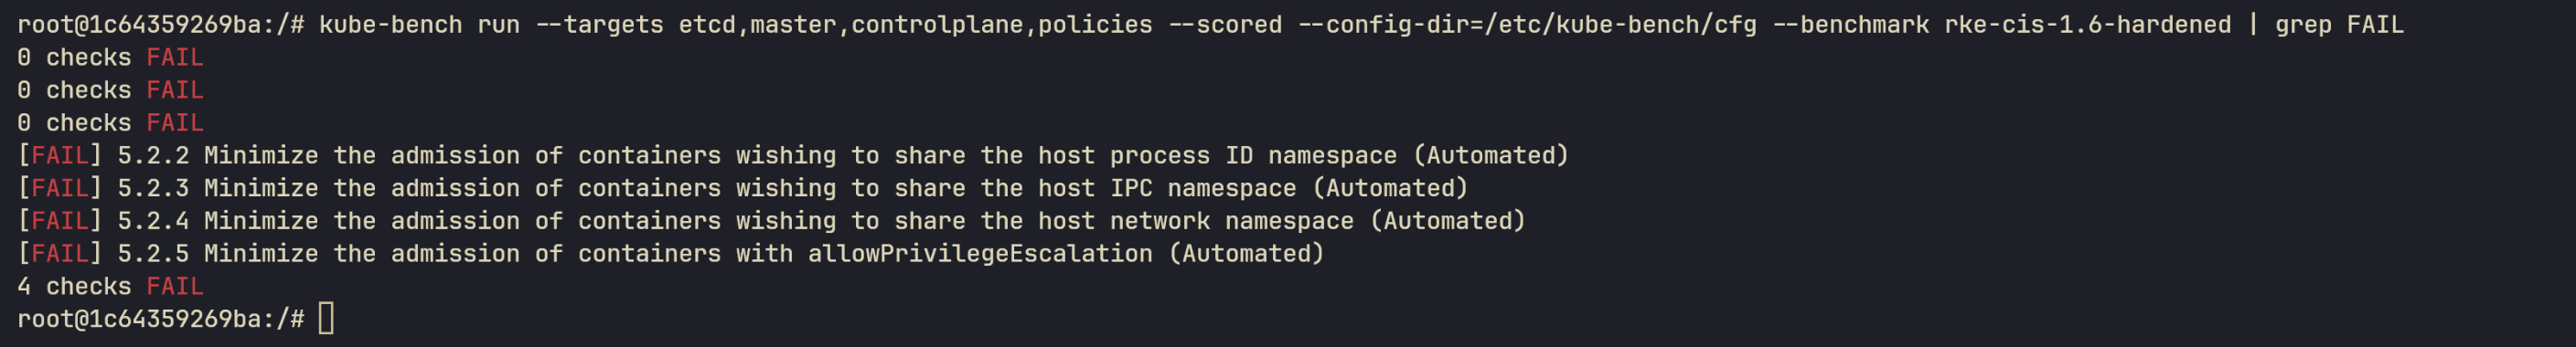 root@1c64359269ba:/# kube-bench run --targets etcd,master,controlplane,policies --scored --config-dir=/etc/kube-bench/cfg --benchmark rke-cis-1.6-hardened | grep FAIL
0 checks FAIL
0 checks FAIL
0 checks FAIL
[FAIL] 5.2.2 Minimize the admission of containers wishing to share the host process ID namespace (Automated)
[FAIL] 5.2.3 Minimize the admission of containers wishing to share the host IPC namespace (Automated)
[FAIL] 5.2.4 Minimize the admission of containers wishing to share the host network namespace (Automated)
[FAIL] 5.2.5 Minimize the admission of containers with allowPrivilegeEscalation (Automated)
4 checks FAIL
root@1c64359269ba:/#